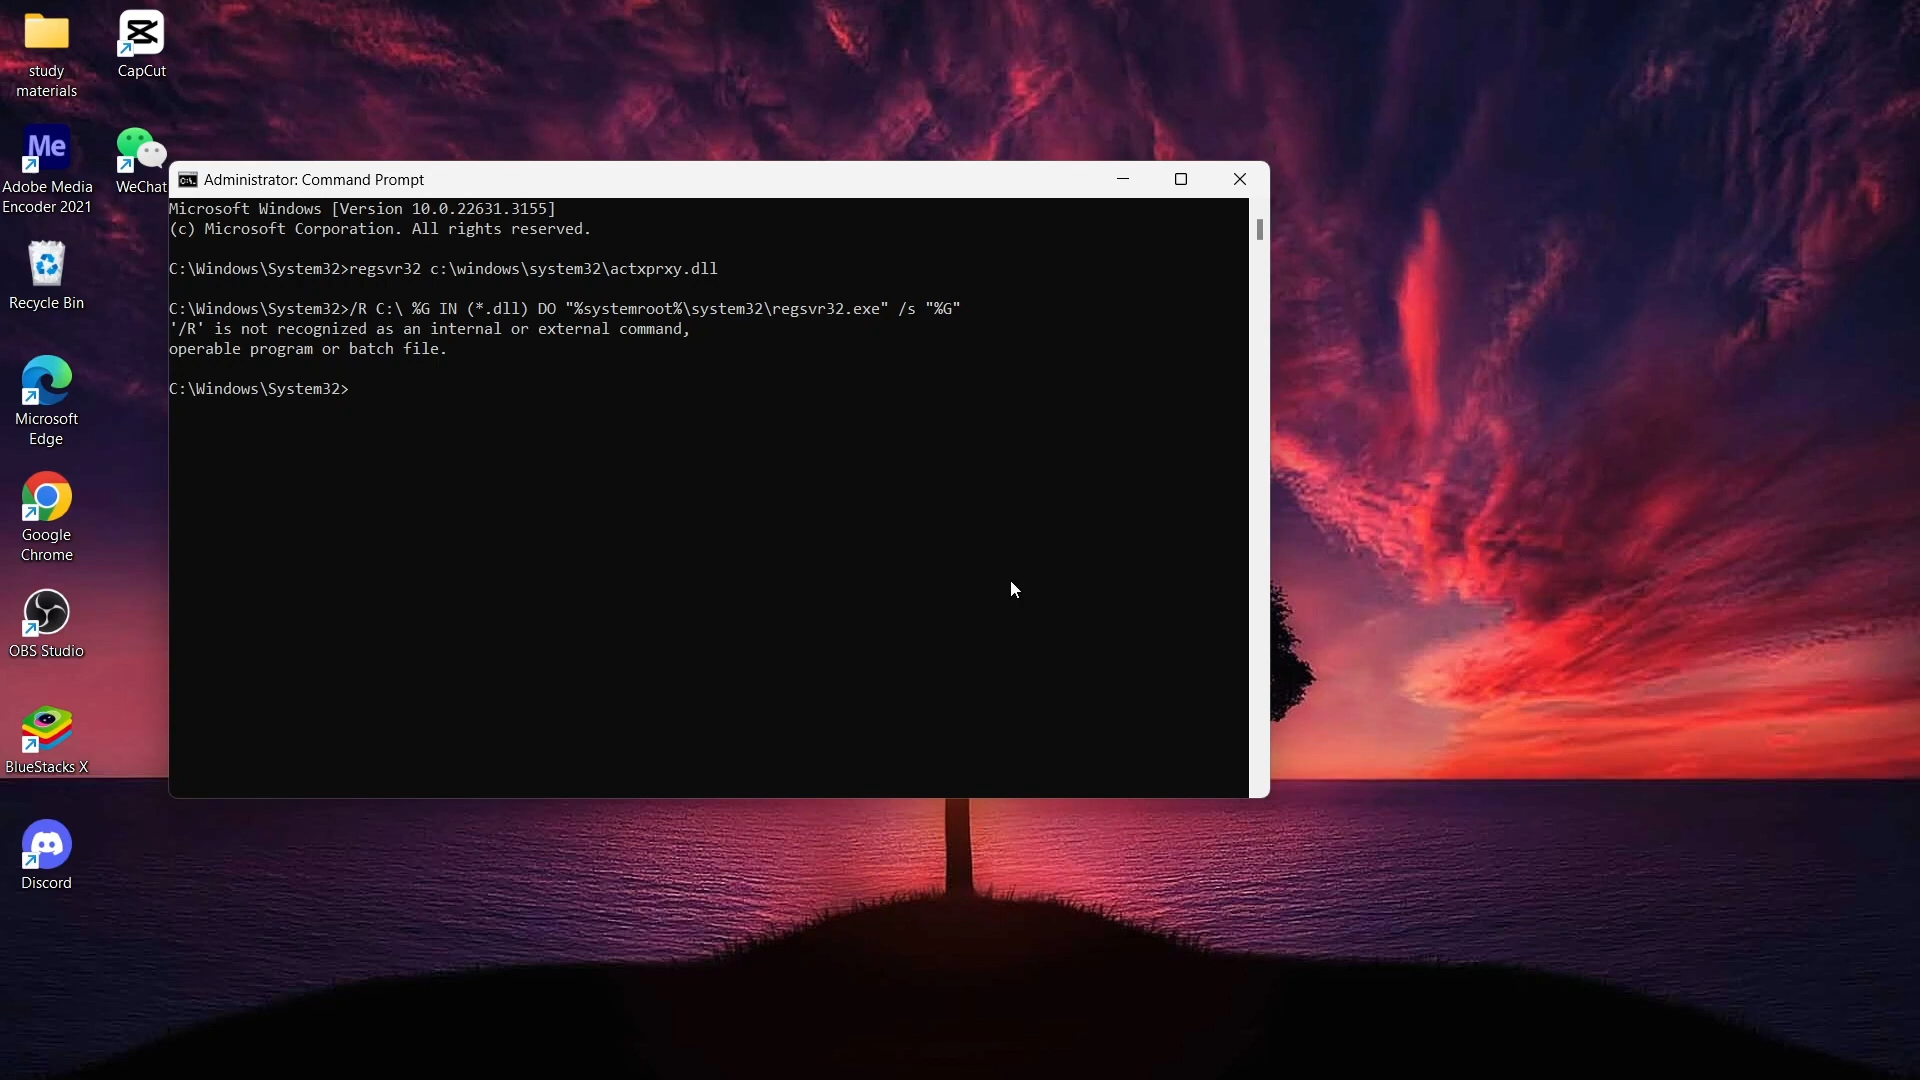 study
materials
CapCut
Me
Adobe Media
Encoder 2021
WeChat
Recycle Bin
Microsoft
Edge
Google
Chrome
OBS Studio
BlueStacks X
Discord
Administrator: Command Prompt
Microsoft Windows [Version 10.0.22631.3155]
(c) Microsoft Corporation. All rights reserved.
C:\Windows\System32>regsvr32 c:\windows\system32\actxprxy.dll
C:\Windows\System32>/R C:\ %G IN (*.dll) DO "%systemroot%\system32\regsvr32.exe" /s "%G"
'/R' is not recognized as an internal or external command,
operable program or batch file.
C:\Windows\System32>